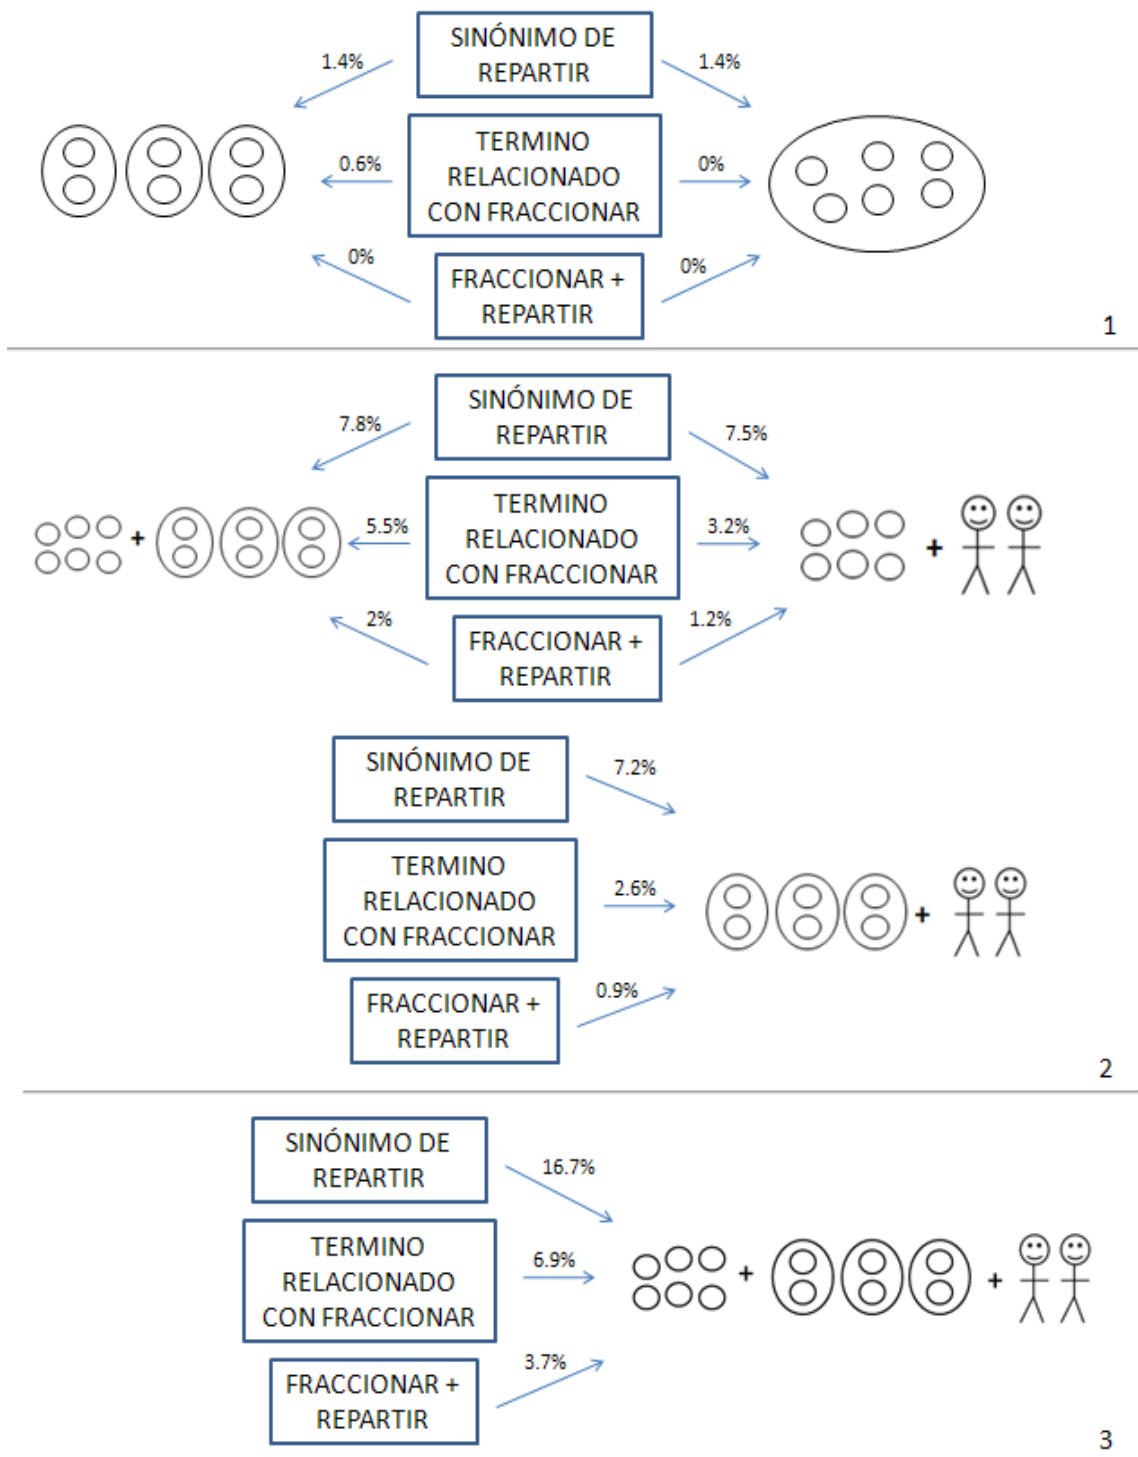 SINÓNIMO DE
REPARTIR
1.4%
1.4%
TERMINO
RELACIONADO
CON FRACCIONAR
0.6%
0%
FRACCIONAR +
REPARTIR
0%
0%
1
SINÓNIMO DE
REPARTIR
7.8%
7.5%
TERMINO
RELACIONADO
CON FRACCIONAR
+
5.5%
3.2%
+
FRACCIONAR +
REPARTIR
2%
1.2%
SINÓNIMO DE
REPARTIR
7.2%
TERMINO
RELACIONADO
CON FRACCIONAR
2.6%
+
FRACCIONAR +
REPARTIR
0.9%
2
SINÓNIMO DE
REPARTIR
16.7%
TERMINO
RELACIONADO
CON FRACCIONAR
6.9%
+
+
FRACCIONAR +
REPARTIR
3.7%
3